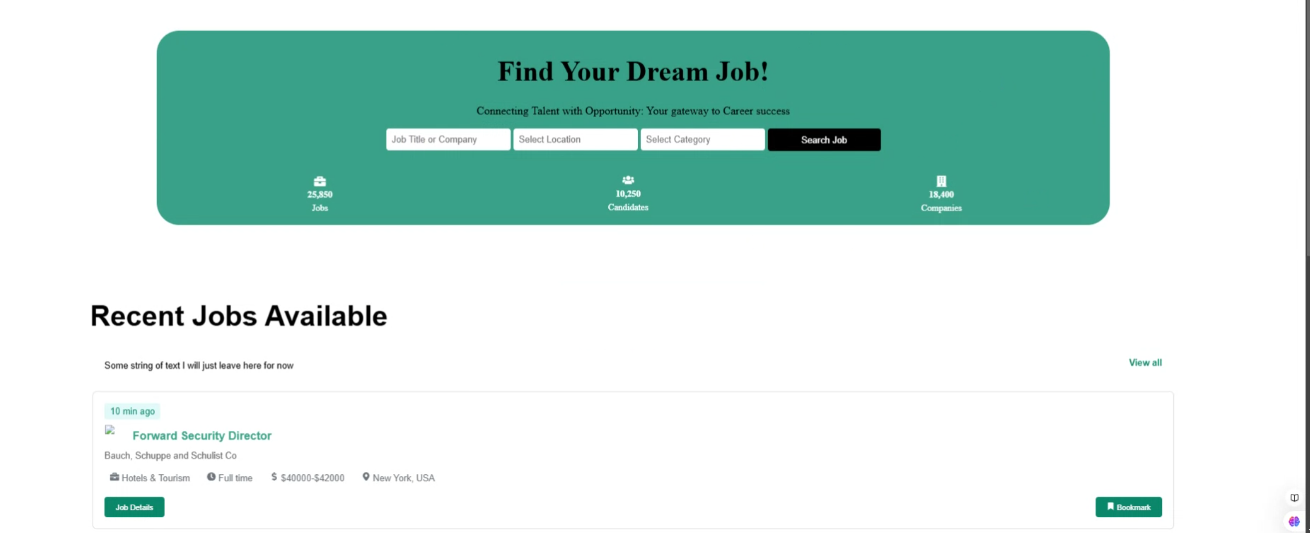 Find Your Dream Job!
Connecting Talent with Opportunity: Your gateway to Career success
Job Title or Company Select Location Select Category Search Job
25,850 10,250 18,400
Jobs Candidates Companies
Recent Jobs Available
Some string of text I will just leave here for now View all
10 min ago
Forward Security Director
Bauch, Schuppe and Schulist Co
Hotels & Tourism Full time $ $40000-$42000 New York, USA
Job Details Bookmark